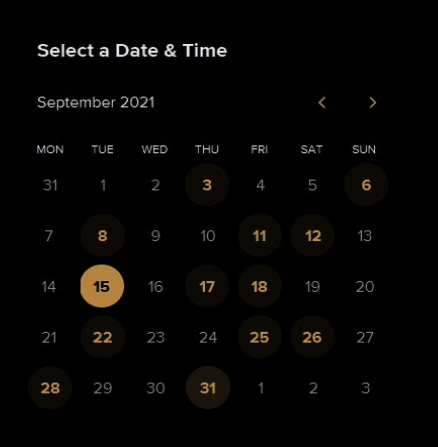 Select a Date & Time
September 2021
MON TUE WED THU FRI SAT SUN
31 1 2 3 4 5 6
7 8 9 10 11 12 13
14 15 16 17 18 19 20
21 22 23 24 25 26 27
28 29 30 31 1 2 3